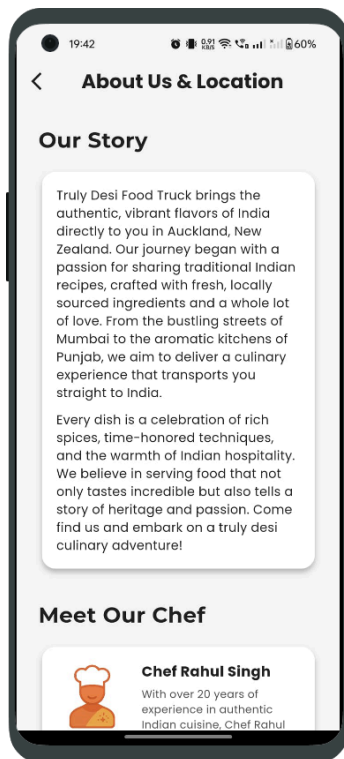 19:42
0.91
KB/S
60%
About Us & Location
Our Story
Truly Desi Food Truck brings the
authentic, vibrant flavors of India
directly to you in Auckland, New
Zealand. Our journey began with a
passion for sharing traditional Indian
recipes, crafted with fresh, locally
sourced ingredients and a whole lot
of love. From the bustling streets of
Mumbai to the aromatic kitchens of
Punjab, we aim to deliver a culinary
experience that transports you
straight to India.
Every dish is a celebration of rich
spices, time-honored techniques,
and the warmth of Indian hospitality.
We believe in serving food that not
only tastes incredible but also tells a
story of heritage and passion. Come
find us and embark on a truly desi
culinary adventure!
Meet Our Chef
Chef Rahul Singh
With over 20 years of
experience in authentic
Indian cuisine, Chef Rahul